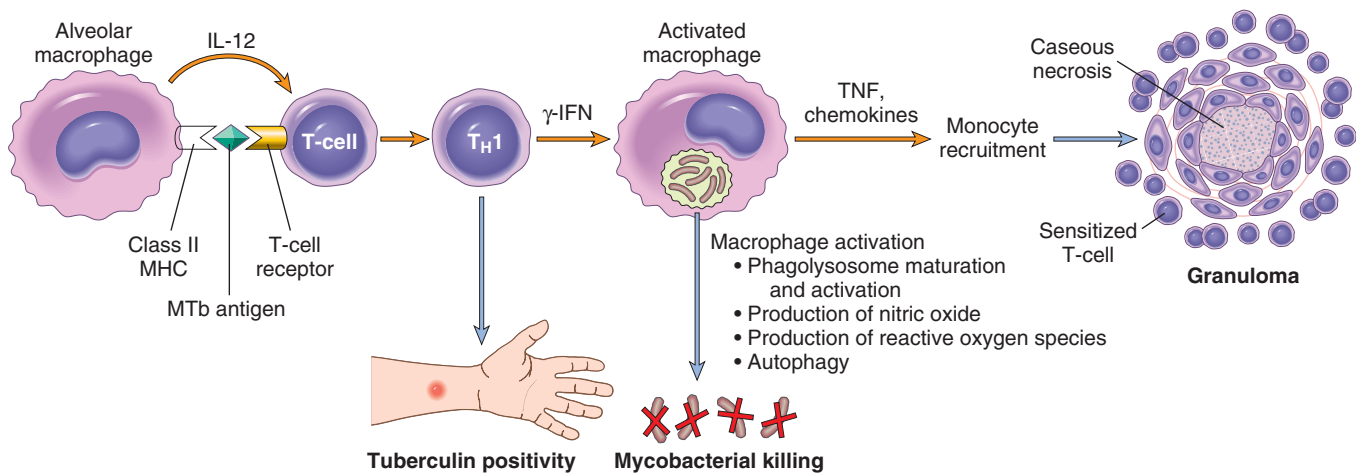 Alveolar
macrophage
IL-12
Class II
MHC
MTb antigen
T-cell
receptor
T-cell
TH1
γ-IFN
Tuberculin positivity
Activated
macrophage
Macrophage activation
• Phagolysosome maturation
and activation
• Production of nitric oxide
• Production of reactive oxygen species
• Autophagy
Mycobacterial killing
TNF,
chemokines
Monocyte
recruitment
Caseous
necrosis
Sensitized
T-cell
Granuloma